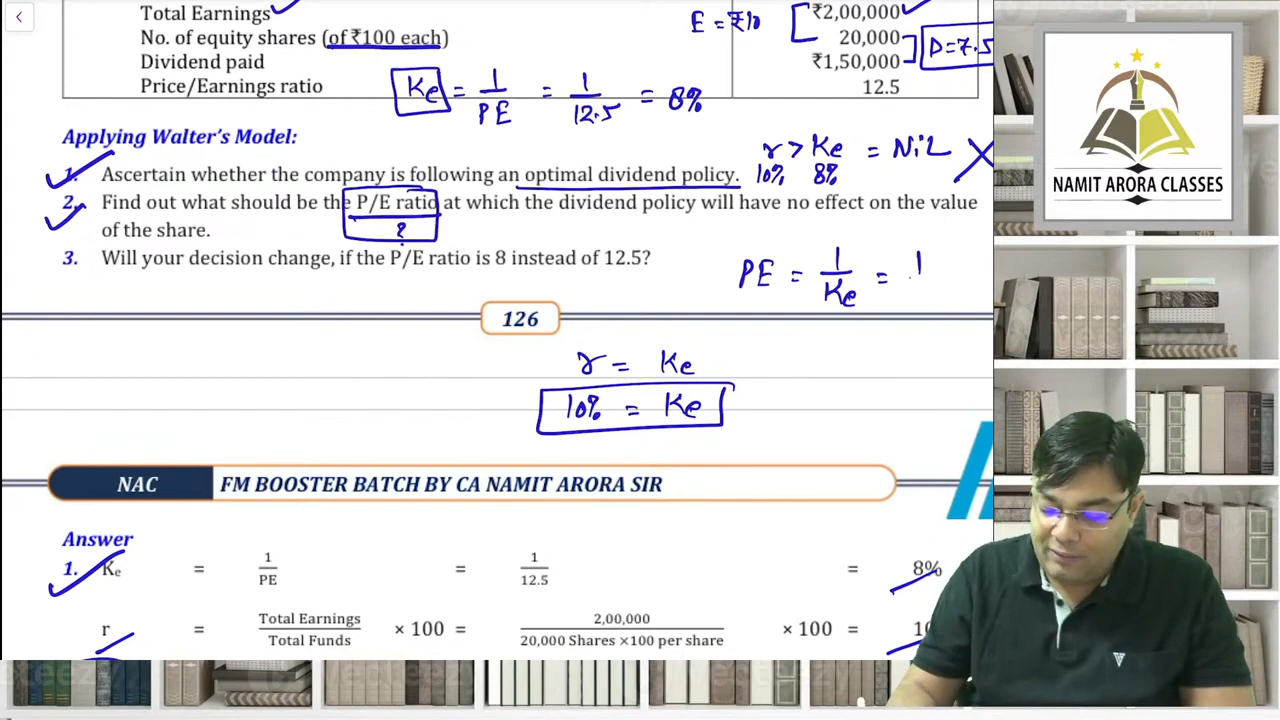 Total Earnings ₹2,00,000
E = ₹10
No. of equity shares (of ₹100 each) 20,000
D = 7.5
Dividend paid ₹1,50,000
Price/Earnings ratio 12.5
Ke = 1/PE = 1/12.5 = 8%
Applying Walter's Model:
r > Ke = Nil
10% 8%
1. Ascertain whether the company is following an optimal dividend policy.
2. Find out what should be the P/E ratio at which the dividend policy will have no effect on the value
of the share.
?
3. Will your decision change, if the P/E ratio is 8 instead of 12.5?
PE = 1/Ke = 1
126
r = Ke
10% = Ke
NAC FM BOOSTER BATCH BY CA NAMIT ARORA SIR
Answer
1. Ke = 1/PE = 1/12.5 = 8%
r = Total Earnings/Total Funds × 100 = 2,00,000/20,000 Shares ×100 per share × 100 =
NAMIT ARORA CLASSES